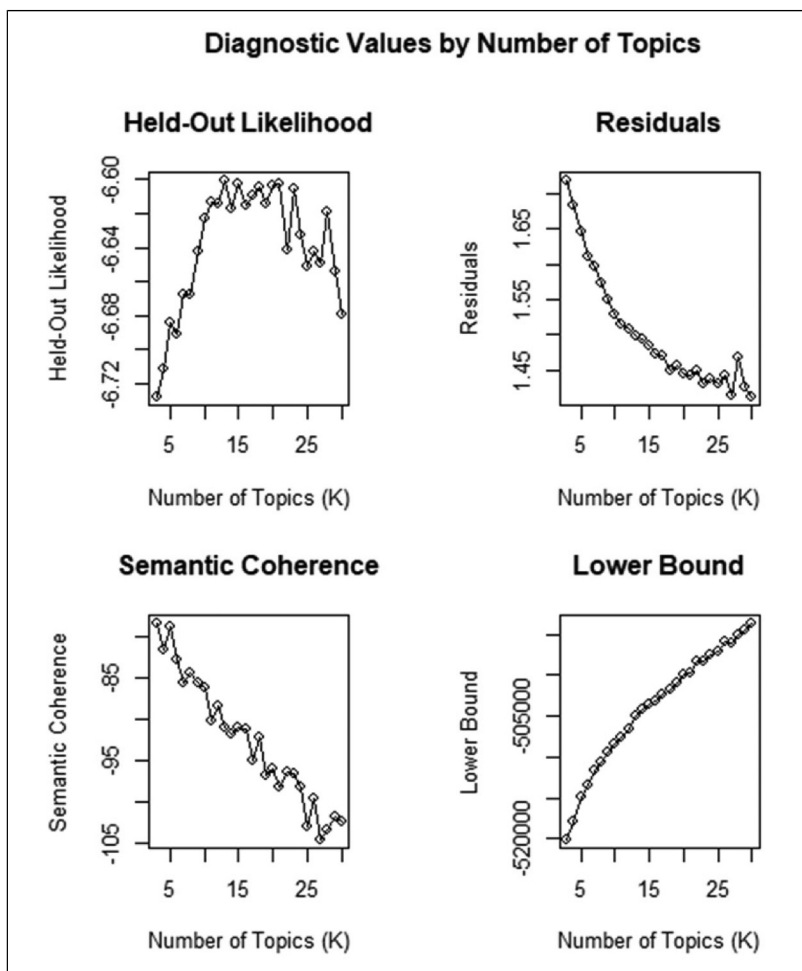 Diagnostic Values by Number of Topics
Held-Out Likelihood
Held-Out Likelihood
-6.60
-6.64
-6.68
-6.72
5
15
25
Number of Topics (K)
Residuals
Residuals
1.65
1.55
1.45
5
15
25
Number of Topics (K)
Semantic Coherence
Semantic Coherence
-85
-95
-105
5
15
25
Number of Topics (K)
Lower Bound
Lower Bound
-505000
-520000
5
15
25
Number of Topics (K)